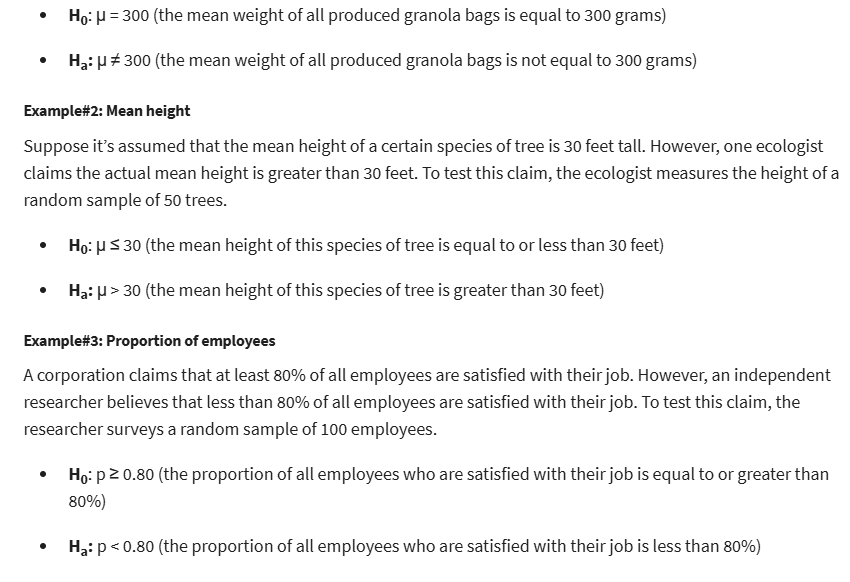 • H₀: μ = 300 (the mean weight of all produced granola bags is equal to 300 grams)
• Hₐ: μ ≠ 300 (the mean weight of all produced granola bags is not equal to 300 grams)
Example#2: Mean height
Suppose it’s assumed that the mean height of a certain species of tree is 30 feet tall. However, one ecologist
claims the actual mean height is greater than 30 feet. To test this claim, the ecologist measures the height of a
random sample of 50 trees.
• H₀: μ ≤ 30 (the mean height of this species of tree is equal to or less than 30 feet)
• Hₐ: μ > 30 (the mean height of this species of tree is greater than 30 feet)
Example#3: Proportion of employees
A corporation claims that at least 80% of all employees are satisfied with their job. However, an independent
researcher believes that less than 80% of all employees are satisfied with their job. To test this claim, the
researcher surveys a random sample of 100 employees.
• H₀: p ≥ 0.80 (the proportion of all employees who are satisfied with their job is equal to or greater than
80%)
• Hₐ: p < 0.80 (the proportion of all employees who are satisfied with their job is less than 80%)